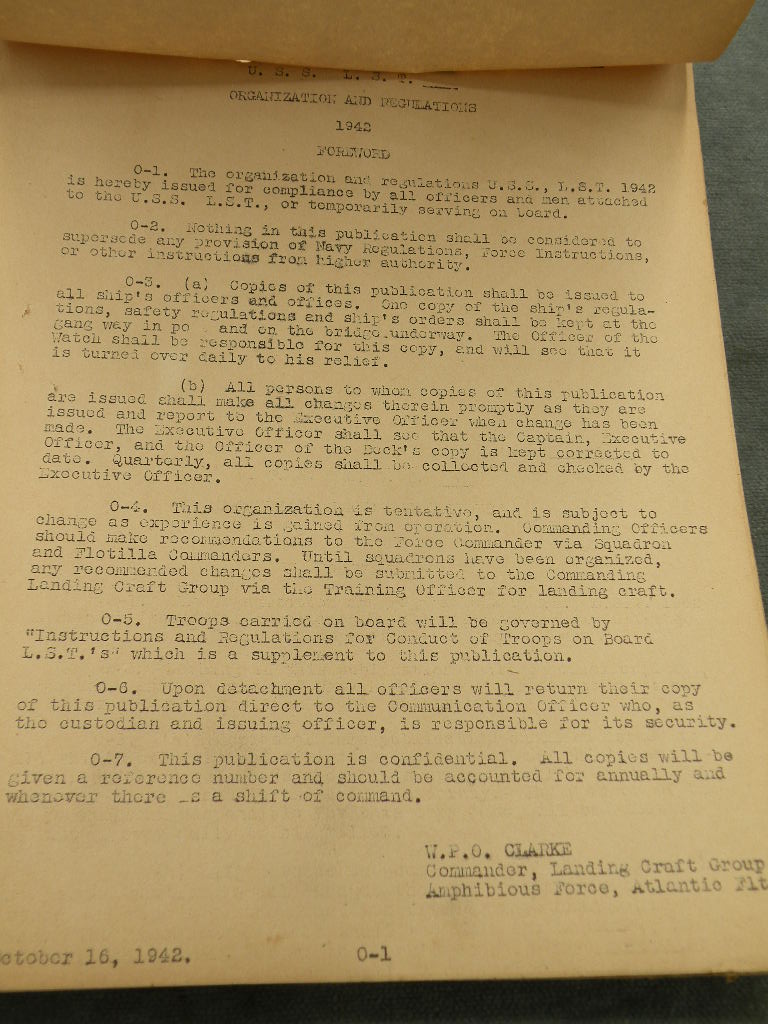 U. S. S. L. S. T. ____
ORGANIZATION AND REGULATIONS
1942
FOREWORD
0-1. The organization and regulations U.S.S., L.S.T. 1942
is hereby issued for compliance by all officers and men attached
to the U.S.S. L.S.T., or temporarily serving on board.
0-2. Nothing in this publication shall be considered to
supersede any provision of Navy Regulations, Force Instructions,
or other instructions from higher authority.
0-3. (a) Copies of this publication shall be issued to
all ship's officers and offices. One copy of the ship's regula-
tions, safety regulations and ship's orders shall be kept at the
gang way in po and on the bridge underway. The Officer of the
Watch shall be responsible for this copy, and will see that it
is turned over daily to his relief.
(b) All persons to whom copies of this publication
are issued shall make all changes therein promptly as they are
issued and report to the Executive Officer when change has been
made. The Executive Officer shall see that the Captain, Executive
Officer, and the Officer of the Deck's copy is kept corrected to
date. Quarterly, all copies shall be collected and checked by the
Executive Officer.
0-4. This organization is tentative, and is subject to
change as experience is gained from operation. Commanding Officers
should make recommendations to the Force Commander via Squadron
and Flotilla Commanders. Until squadrons have been organized,
any recommended changes shall be submitted to the Commanding
Landing Craft Group via the Training Officer for landing craft.
0-5. Troops carried on board will be governed by
"Instructions and Regulations for Conduct of Troops on Board
L.S.T.'s" which is a supplement to this publication.
0-6. Upon detachment all officers will return their copy
of this publication direct to the Communication Officer who, as
the custodian and issuing officer, is responsible for its security.
0-7. This publication is confidential. All copies will be
given a reference number and should be accounted for annually and
whenever there is a shift of command.
W.P.O. CLARKE
Commander, Landing Craft Group
Amphibious Force, Atlantic Flt
ctober 16, 1942.
0-1